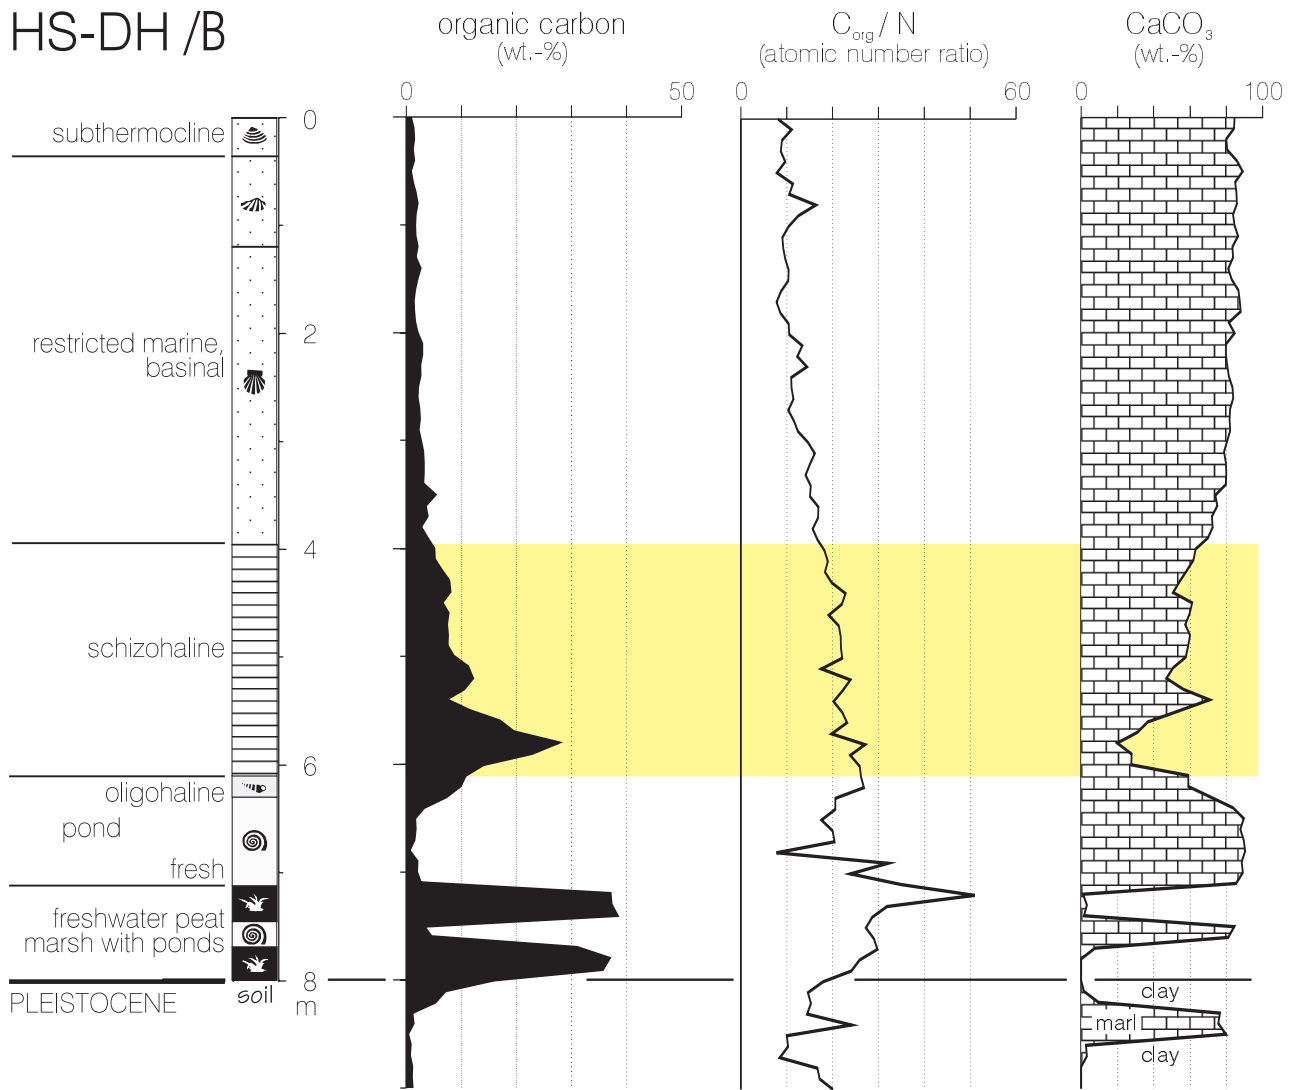 HS-DH /B
organic carbon
(wt.-%)
C_org / N
(atomic number ratio)
CaCO₃
(wt.-%)
0 50
0 60
0 100
0
subthermocline
2
restricted marine,
basinal
4
schizohaline
6
oligohaline
pond
fresh
freshwater peat
marsh with ponds
8
m
soil
PLEISTOCENE
clay
marl
clay